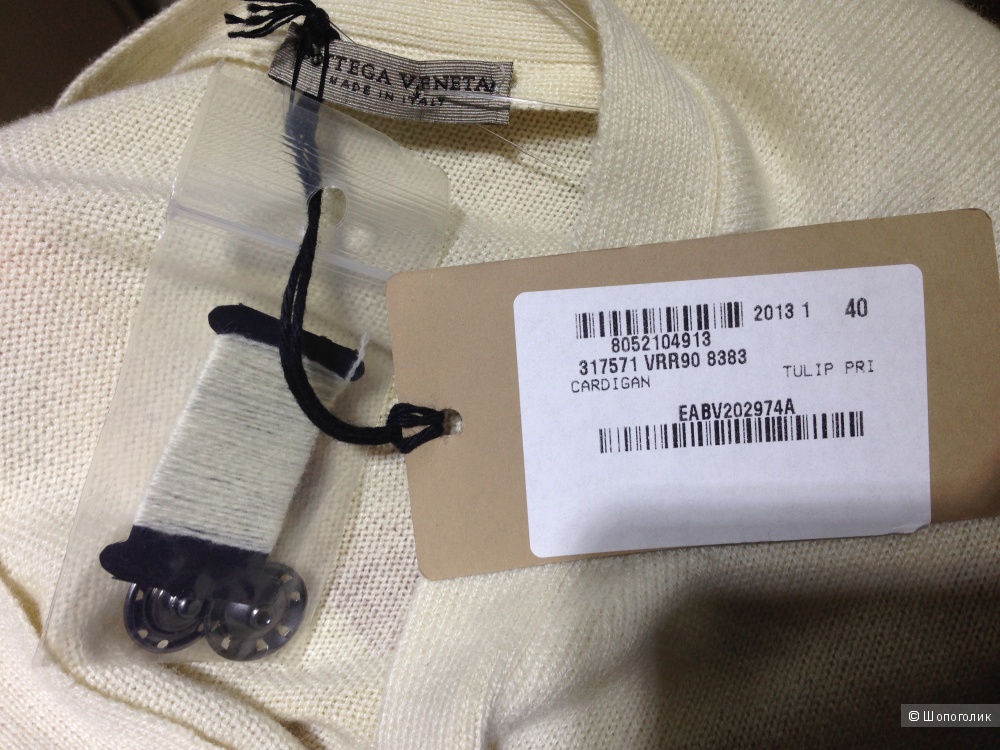 TEGA VENETA
MADE IN ITALY
2013 1 40
8052104913
317571 VRR90 8383
CARDIGAN TULIP PRI
EABV202974A
© Шопоголик